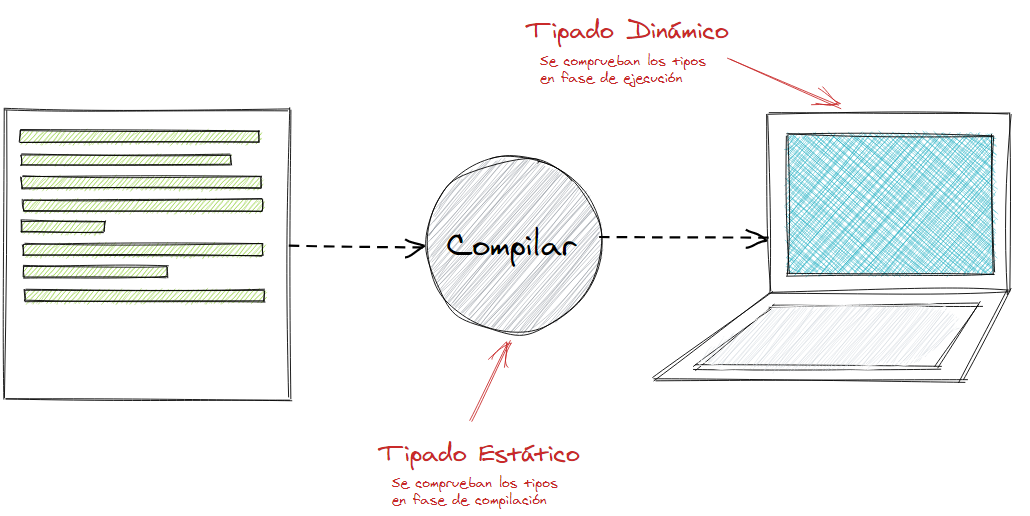 Tipado Dinámico
Se comprueban los tipos
en fase de ejecución
Compilar
Tipado Estático
Se comprueban los tipos
en fase de compilación